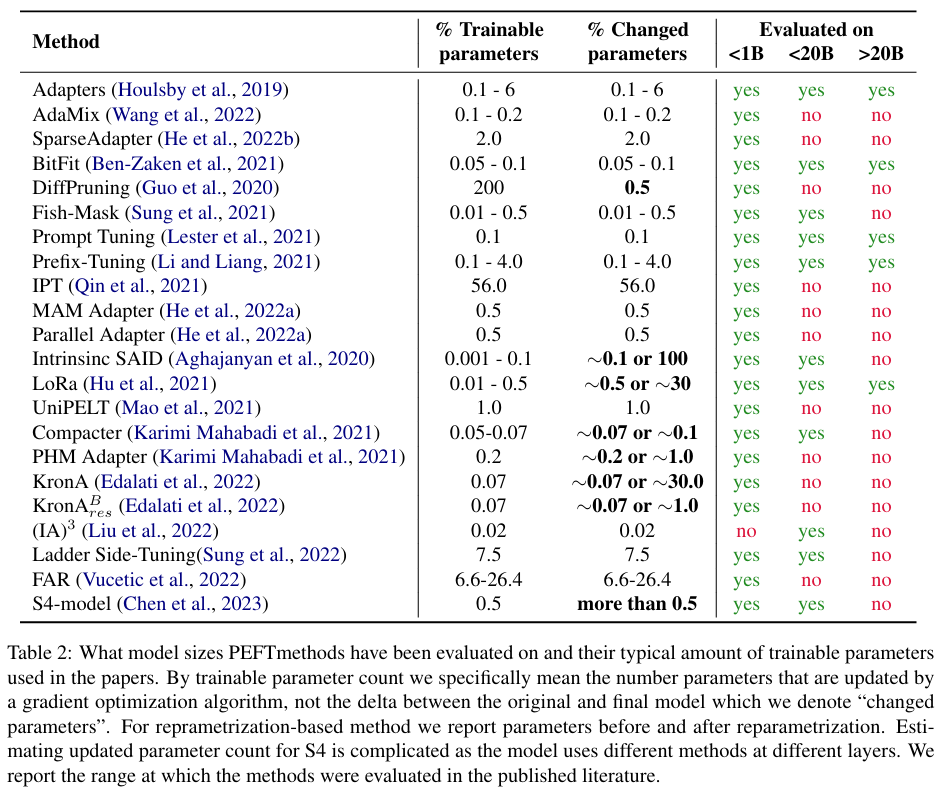 Method % Trainable parameters % Changed parameters Evaluated on <1B <20B >20B
Adapters (Houlsby et al., 2019) 0.1 - 6 0.1 - 6 yes yes yes
AdaMix (Wang et al., 2022) 0.1 - 0.2 0.1 - 0.2 yes no no
SparseAdapter (He et al., 2022b) 2.0 2.0 yes no no
BitFit (Ben-Zaken et al., 2021) 0.05 - 0.1 0.05 - 0.1 yes yes yes
DiffPruning (Guo et al., 2020) 200 0.5 yes no no
Fish-Mask (Sung et al., 2021) 0.01 - 0.5 0.01 - 0.5 yes yes no
Prompt Tuning (Lester et al., 2021) 0.1 0.1 yes yes yes
Prefix-Tuning (Li and Liang, 2021) 0.1 - 4.0 0.1 - 4.0 yes yes yes
IPT (Qin et al., 2021) 56.0 56.0 yes no no
MAM Adapter (He et al., 2022a) 0.5 0.5 yes no no
Parallel Adapter (He et al., 2022a) 0.5 0.5 yes no no
Intrinsinc SAID (Aghajanyan et al., 2020) 0.001 - 0.1 ∼0.1 or 100 yes yes no
LoRa (Hu et al., 2021) 0.01 - 0.5 ∼0.5 or ∼30 yes yes yes
UniPELT (Mao et al., 2021) 1.0 1.0 yes no no
Compacter (Karimi Mahabadi et al., 2021) 0.05-0.07 ∼0.07 or ∼0.1 yes yes no
PHM Adapter (Karimi Mahabadi et al., 2021) 0.2 ∼0.2 or ∼1.0 yes no no
KronA (Edalati et al., 2022) 0.07 ∼0.07 or ∼30.0 yes no no
KronA^B_res (Edalati et al., 2022) 0.07 ∼0.07 or ∼1.0 yes no no
(IA)³ (Liu et al., 2022) 0.02 0.02 no yes no
Ladder Side-Tuning(Sung et al., 2022) 7.5 7.5 yes yes no
FAR (Vucetic et al., 2022) 6.6-26.4 6.6-26.4 yes no no
S4-model (Chen et al., 2023) 0.5 more than 0.5 yes yes no
Table 2: What model sizes PEFTmethods have been evaluated on and their typical amount of trainable parameters
used in the papers. By trainable parameter count we specifically mean the number parameters that are updated by
a gradient optimization algorithm, not the delta between the original and final model which we denote “changed
parameters”. For reprametrization-based method we report parameters before and after reparametrization. Esti-
mating updated parameter count for S4 is complicated as the model uses different methods at different layers. We
report the range at which the methods were evaluated in the published literature.